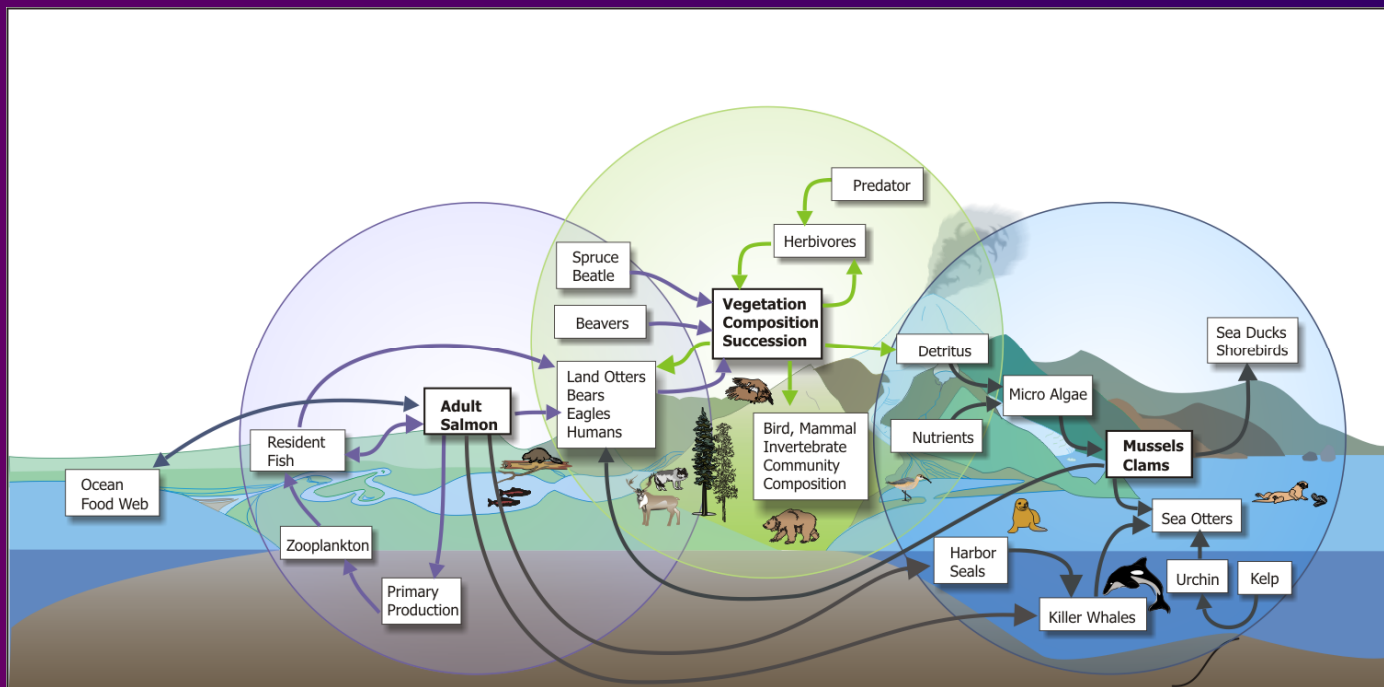 Predator
Herbivores
Spruce
Beatle
Vegetation
Composition
Succession
Beavers
Sea Ducks
Shorebirds
Detritus
Land Otters
Bears
Eagles
Humans
Micro Algae
Adult
Salmon
Bird, Mammal
Invertebrate
Community
Composition
Nutrients
Resident
Fish
Mussels
Clams
Ocean
Food Web
Sea Otters
Zooplankton
Harbor
Seals
Urchin
Kelp
Primary
Production
Killer Whales